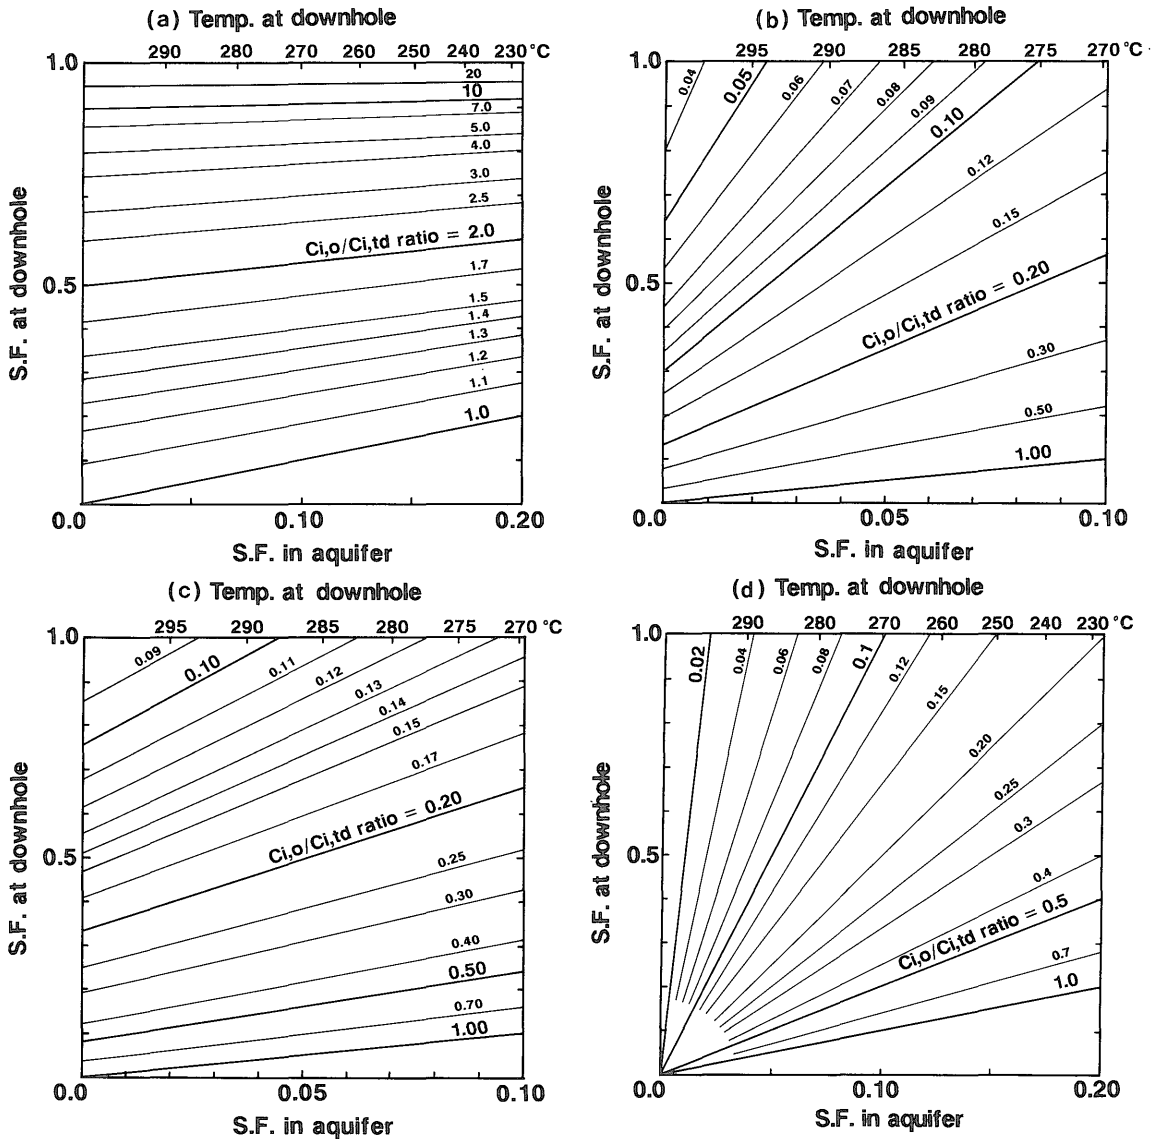 (a) Temp. at downhole
290 280 270 260 250 240 230 °C
1.0
20
10
7.0
5.0
4.0
3.0
2.5
Ci,o/Ci,td ratio = 2.0
1.7
0.5
1.5
1.4
1.3
1.2
1.1
1.0
S.F. at downhole
0.0 0.10 0.20
S.F. in aquifer
(b) Temp. at downhole
295 290 285 280 275 270 °C
1.0
0.04 0.05 0.06 0.07 0.08 0.09 0.10
0.12
0.15
Ci,o/Ci,td ratio = 0.20
0.5
0.30
0.50
1.00
S.F. at downhole
0.0 0.05 0.10
S.F. in aquifer
(c) Temp. at downhole
295 290 285 280 275 270 °C
1.0
0.09 0.10 0.11 0.12 0.13
0.14
0.15
0.17
Ci,o/Ci,td ratio = 0.20
0.5
0.25
0.30
0.40
0.50
0.70
1.00
S.F. at downhole
0.0 0.05 0.10
S.F. in aquifer
(d) Temp. at downhole
290 280 270 260 250 240 230 °C
1.0
0.02 0.04 0.06 0.08 0.1 0.12 0.15
0.20
0.25
0.3
0.5
0.4
Ci,o/Ci,td ratio = 0.5
0.7
1.0
S.F. at downhole
0.0 0.10 0.20
S.F. in aquifer